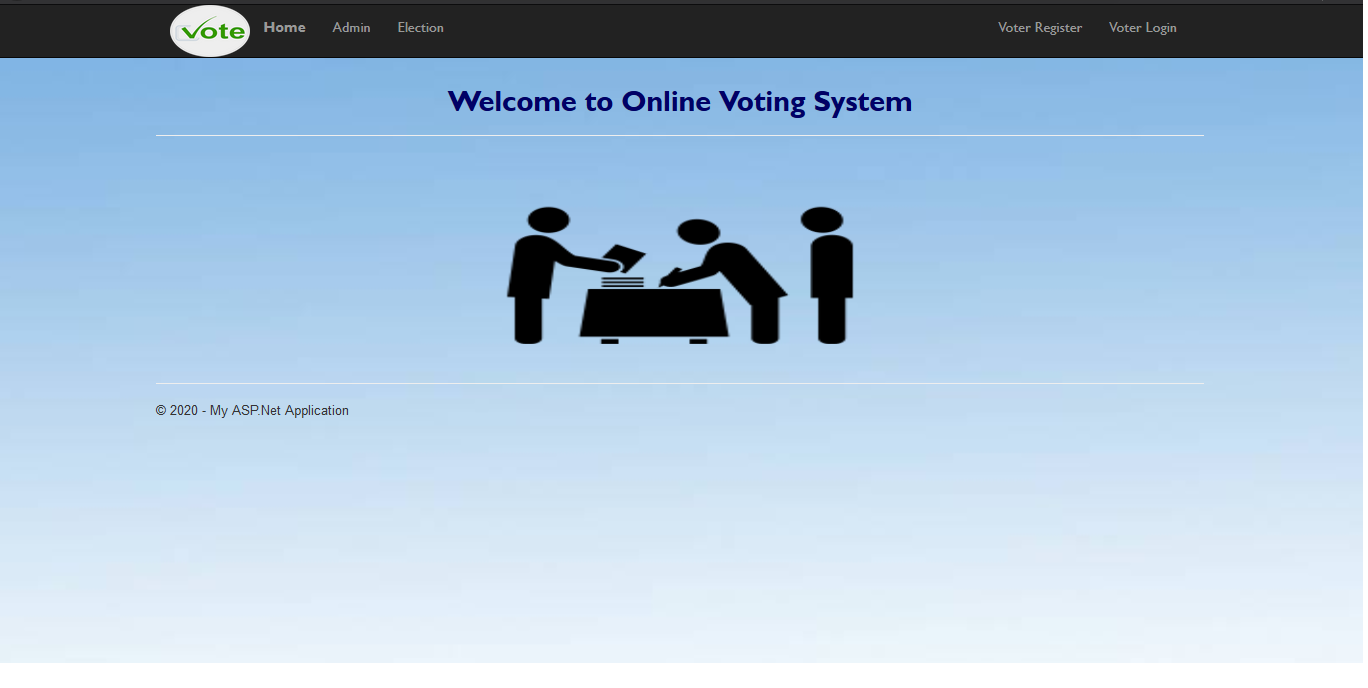 vote Home Admin Election Voter Register Voter Login
Welcome to Online Voting System
© 2020 - My ASP.Net Application